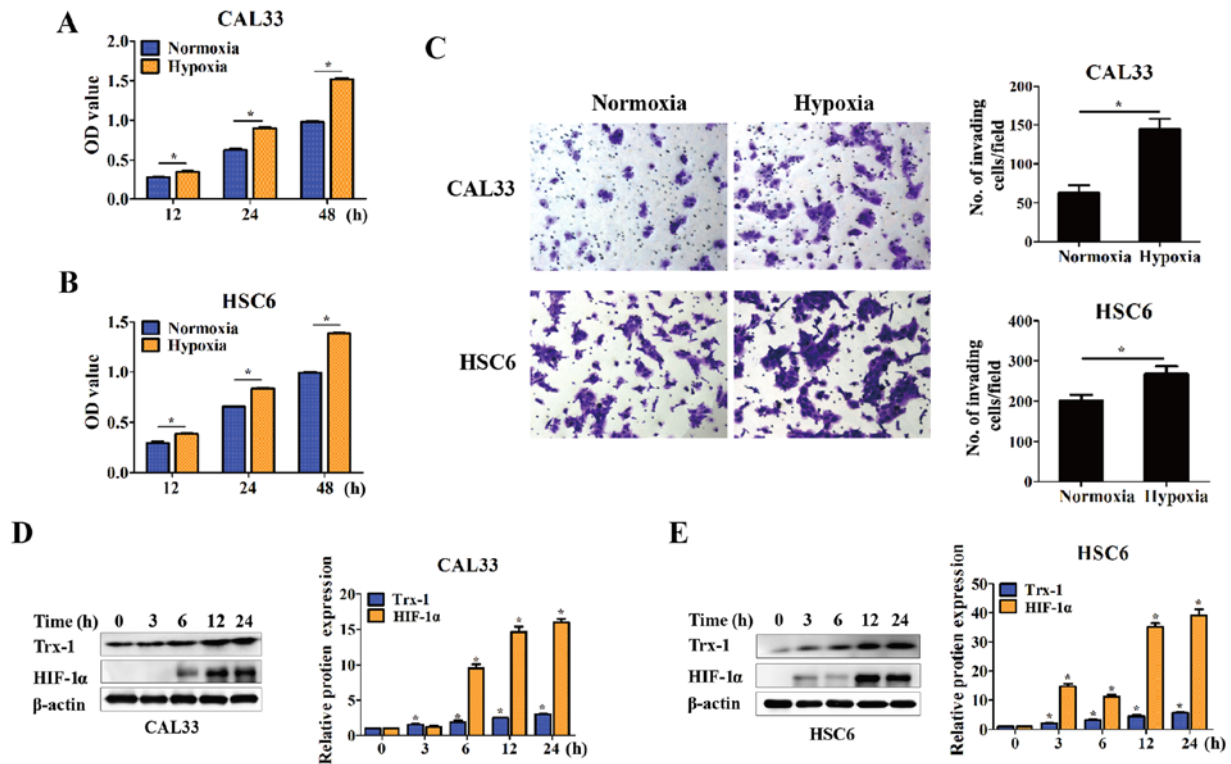 A
CAL33
Normoxia
Hypoxia
OD value
2.0
1.5
1.0
0.5
0.0
*
*
*
12 24 48 (h)
B
HSC6
Normoxia
Hypoxia
OD value
1.5
1.0
0.5
0.0
*
*
*
12 24 48 (h)
C
Normoxia Hypoxia
CAL33
HSC6
CAL33
No. of invading
cells/field
200
150
100
50
0
*
Normoxia Hypoxia
HSC6
No. of invading
cells/field
400
300
200
100
0
*
Normoxia Hypoxia
D
Time (h) 0 3 6 12 24
Trx-1
HIF-1α
β-actin
CAL33
CAL33
Trx-1
HIF-1α
Relative protien expression
20
15
10
5
0
* * * * * * *
0 3 6 12 24 (h)
E
Time (h) 0 3 6 12 24
Trx-1
HIF-1α
β-actin
HSC6
HSC6
Trx-1
HIF-1α
Relative protien expression
50
40
30
20
10
0
* * * * * * * *
0 3 6 12 24 (h)